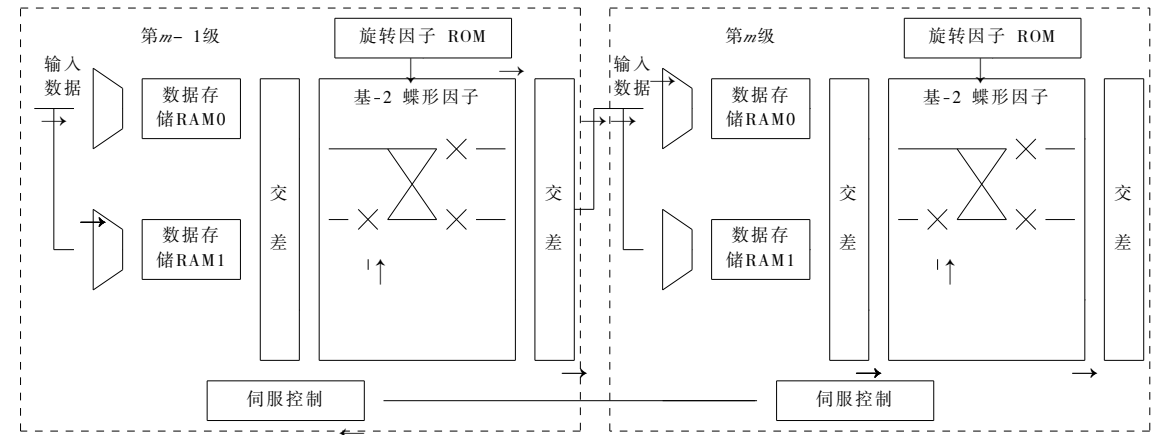 第m- 1级
旋转因子 ROM
输入
数据
数据存
储RAM0
基-2 蝶形因子
交
差
交
差
数据存
储RAM1
伺服控制
第m级
旋转因子 ROM
输入
数据
数据存
储RAM0
基-2 蝶形因子
交
差
交
差
数据存
储RAM1
伺服控制